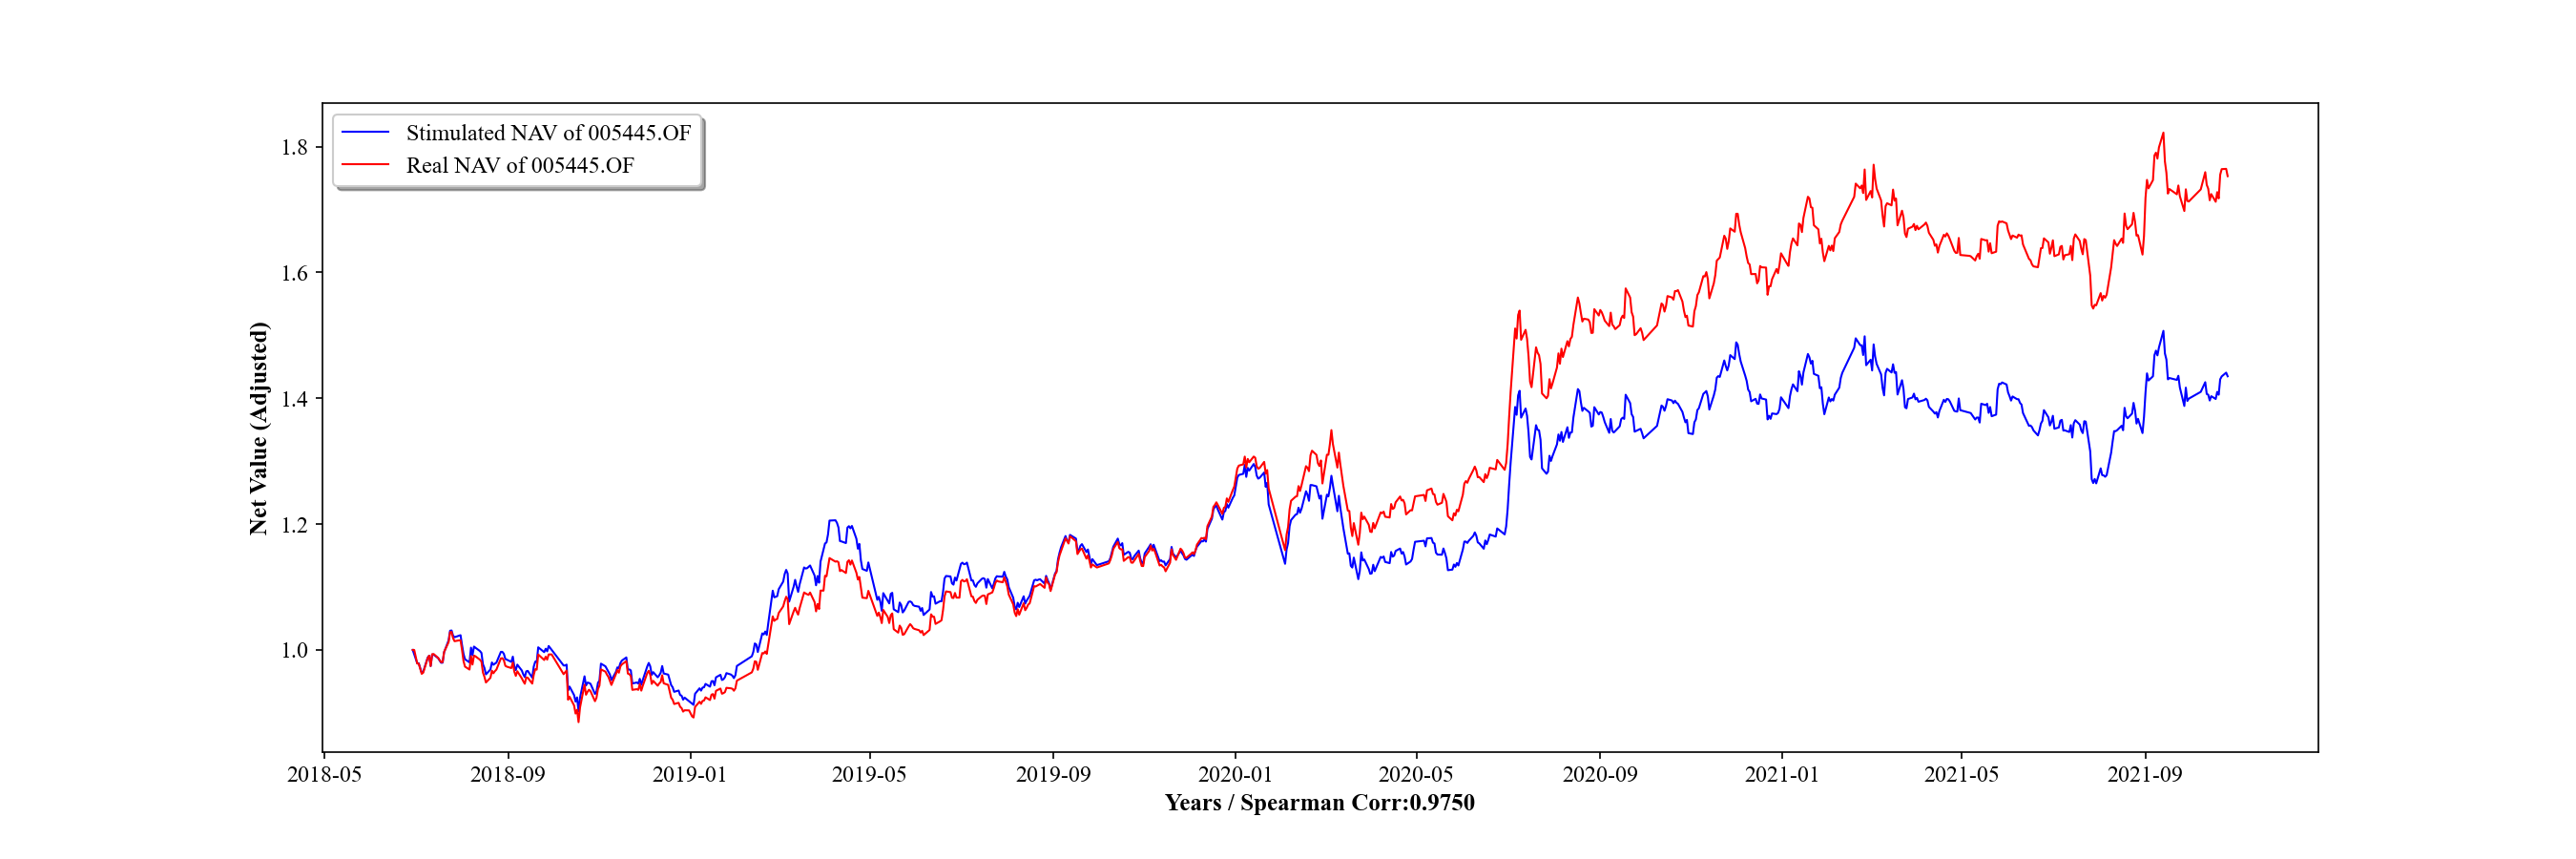 Stimulated NAV of 005445.OF
Real NAV of 005445.OF
Net Value (Adjusted)
1.8
1.6
1.4
1.2
1.0
2018-05 2018-09 2019-01 2019-05 2019-09 2020-01 2020-05 2020-09 2021-01 2021-05 2021-09
Years / Spearman Corr:0.9750